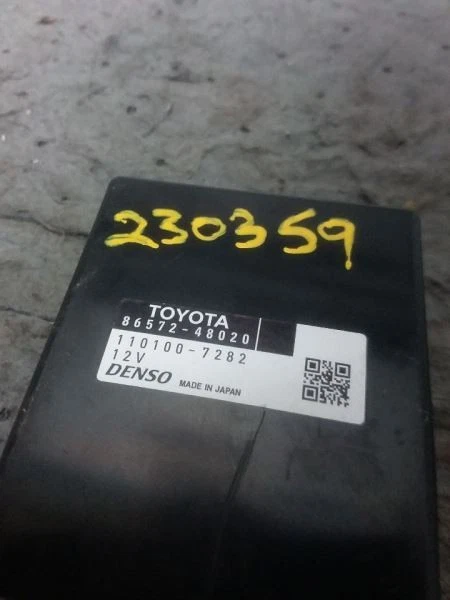 230359
TOYOTA
86572-48020
110100-7282
12V
DENSO MADE IN JAPAN